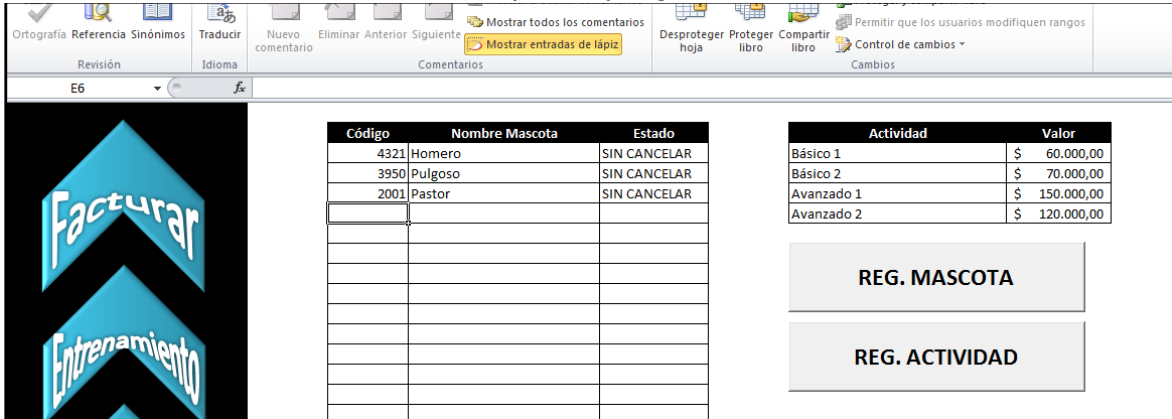 Mostrar todos los comentarios
Permitir que los usuarios modifiquen rangos
Ortografía Referencia Sinónimos Traducir Nuevo comentario Eliminar Anterior Siguiente Mostrar entradas de lápiz Desproteger hoja Proteger libro Compartir libro Control de cambios
Revisión Idioma Comentarios Cambios
E6 fx
Código Nombre Mascota Estado
4321 Homero SIN CANCELAR
3950 Pulgoso SIN CANCELAR
2001 Pastor SIN CANCELAR
Actividad Valor
Básico 1 $ 60.000,00
Básico 2 $ 70.000,00
Avanzado 1 $ 150.000,00
Avanzado 2 $ 120.000,00
REG. MASCOTA
REG. ACTIVIDAD
Facturar
Entrenamiento